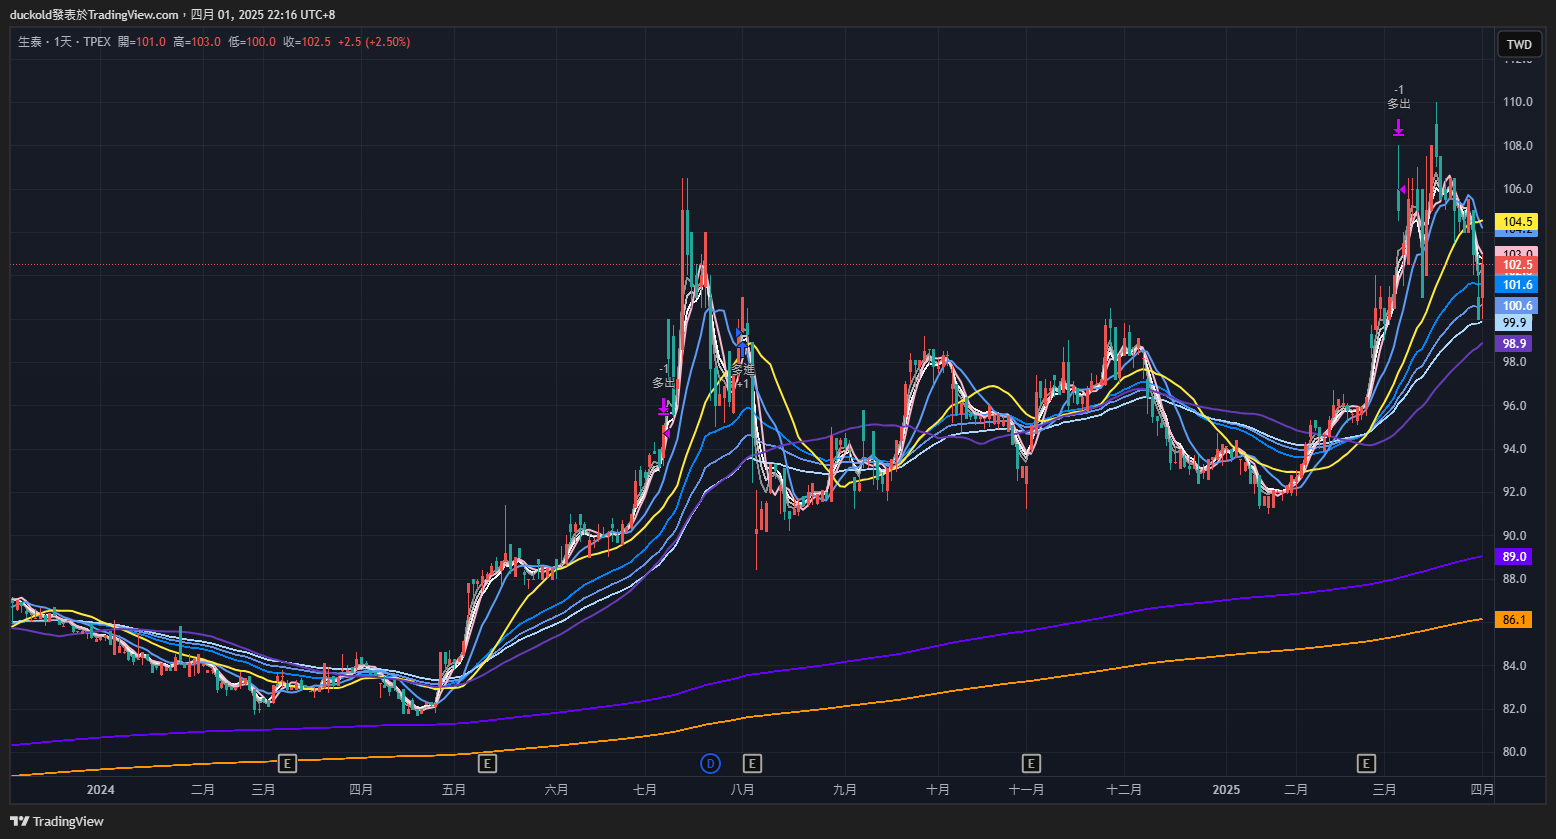 duckold發表於TradingView.com，四月 01, 2025 22:16 UTC+8
生泰 · 1天 · TPEX 開=101.0 高=103.0 低=100.0 收=102.5 +2.5 (+2.50%)
TWD
110.0
108.0
106.0
104.5
102.5
101.6
100.6
99.9
98.9
98.0
96.0
94.0
92.0
90.0
89.0
88.0
86.1
84.0
82.0
80.0
-1
多出
-1
多出
多進
+1
E
E
D
E
E
E
2024 二月 三月 四月 五月 六月 七月 八月 九月 十月 十一月 十二月 2025 二月 三月 四月
TradingView